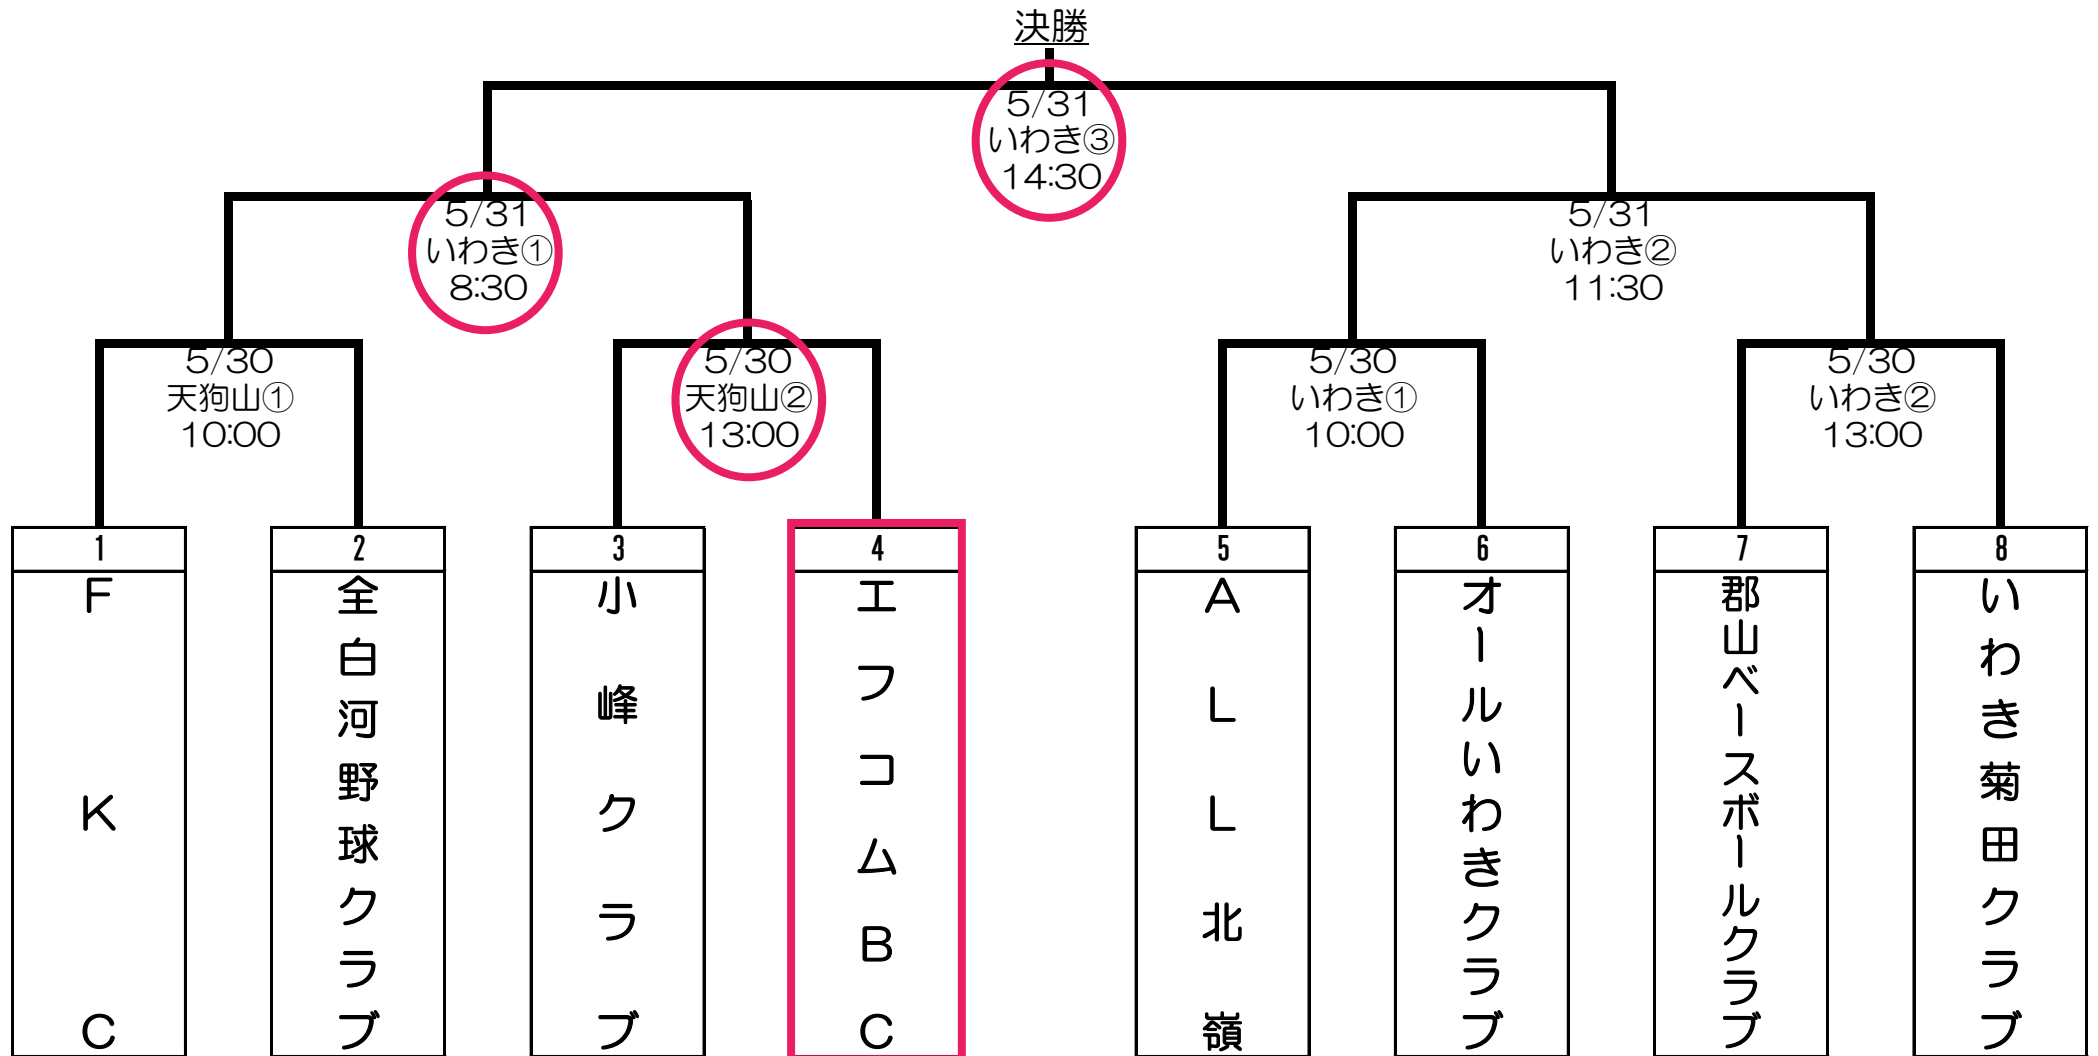 決勝
5/31
いわき③
14:30
5/31
いわき①
8:30
5/31
いわき②
11:30
5/30
天狗山①
10:00
5/30
天狗山②
13:00
5/30
いわき①
10:00
5/30
いわき②
13:00
1
FKC
2
全白河野球クラブ
3
小峰クラブ
4
エフコムBC
5
ALL北嶺
6
オールいわきクラブ
7
郡山ベースボールクラブ
8
いわき菊田クラブ